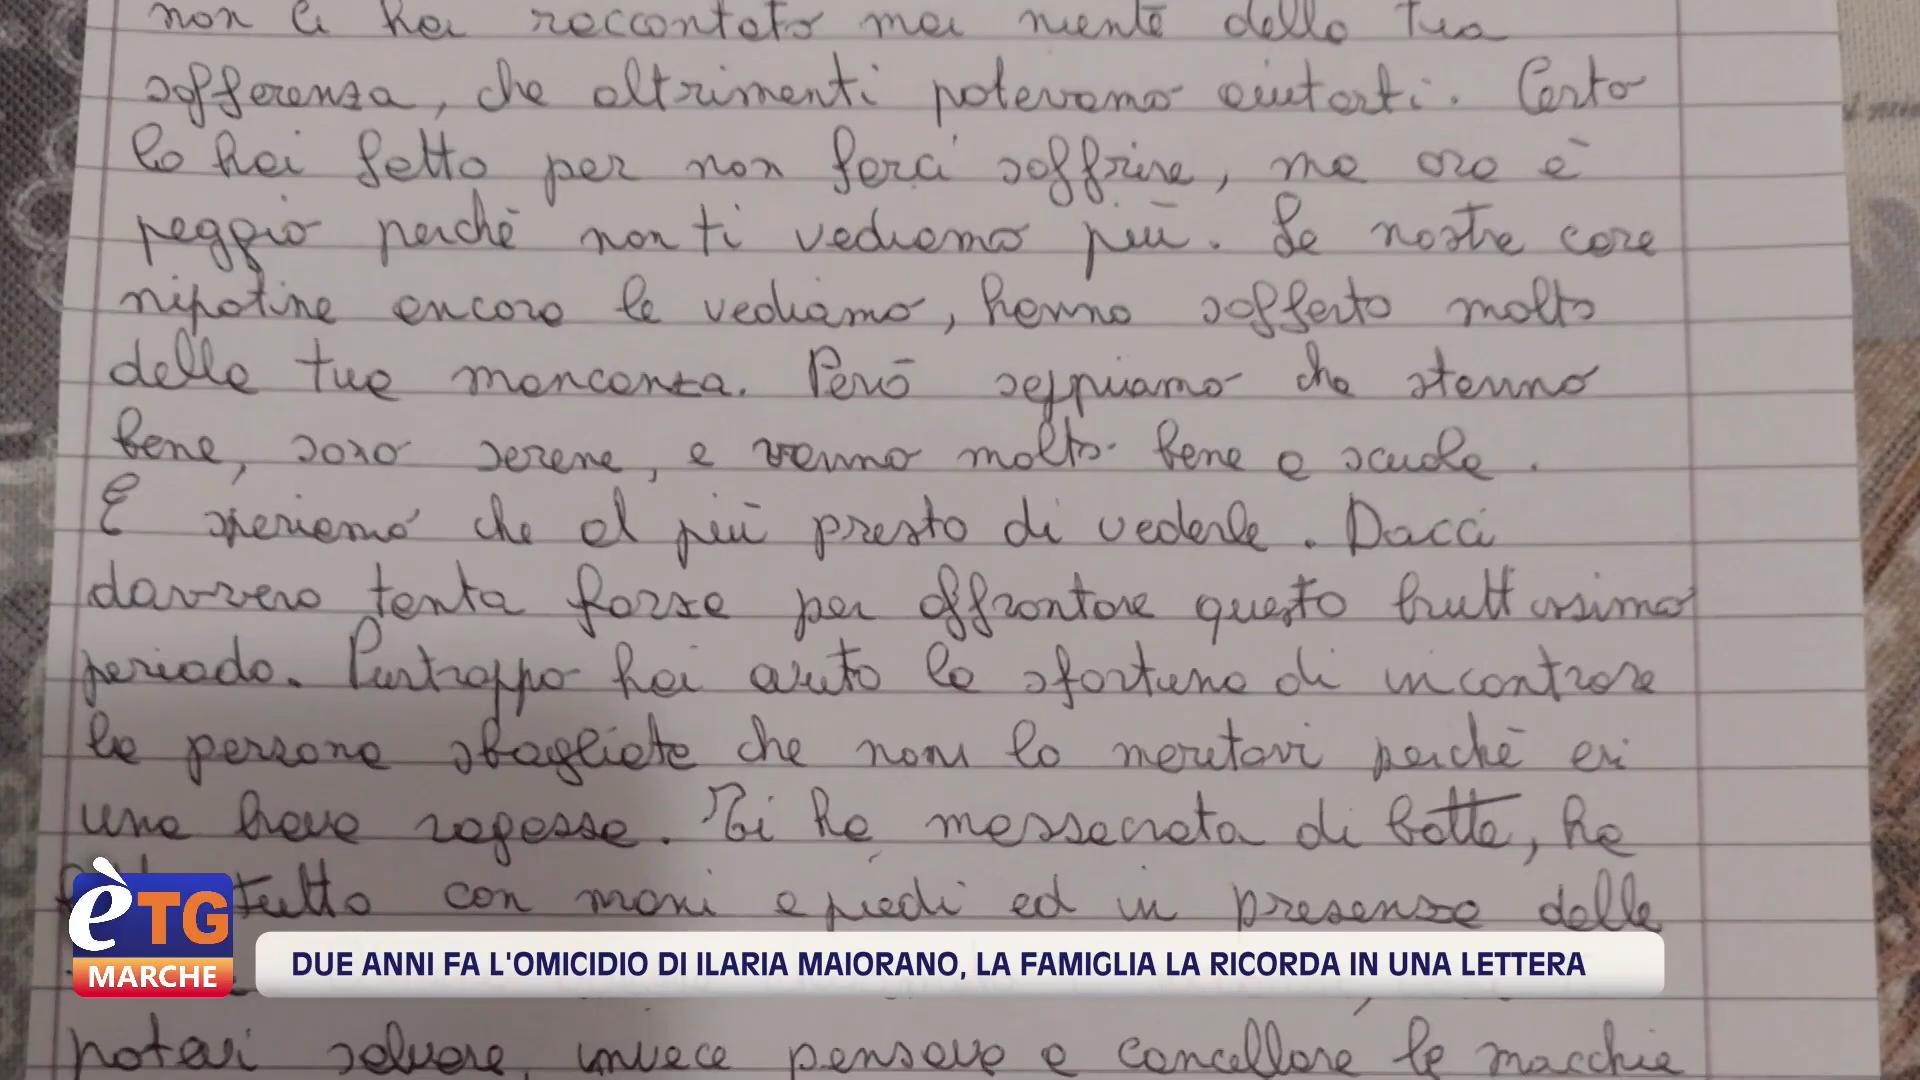 non ci hai raccontato mai niente della tua
sofferenza, che altrimenti potevamo aiutarti. Certo
lo hai fatto per non farci soffrire, ma ora è
peggio perchè non ti vediamo più. Le nostre care
nipotine ancora le vediamo, hanno sofferto molto
della tua mancanza. Però sappiamo che stanno
bene, sono serene, e vanno molto bene a scuola.
E speriamo che al più presto di vederle. Dacci
davvero tanta forza per affrontare questo bruttissimo
periodo. Purtroppo hai avuto la sfortuna di incontrare
la persona sbagliata che non lo meritavi perchè eri
una brava ragazza. Ti ha massacrata di botte, ha
tutto con mani e piedi ed in presenza delle
potevi salvare, invece pensava a cancellare le macchie
èTG
MARCHE
DUE ANNI FA L'OMICIDIO DI ILARIA MAIORANO, LA FAMIGLIA LA RICORDA IN UNA LETTERA